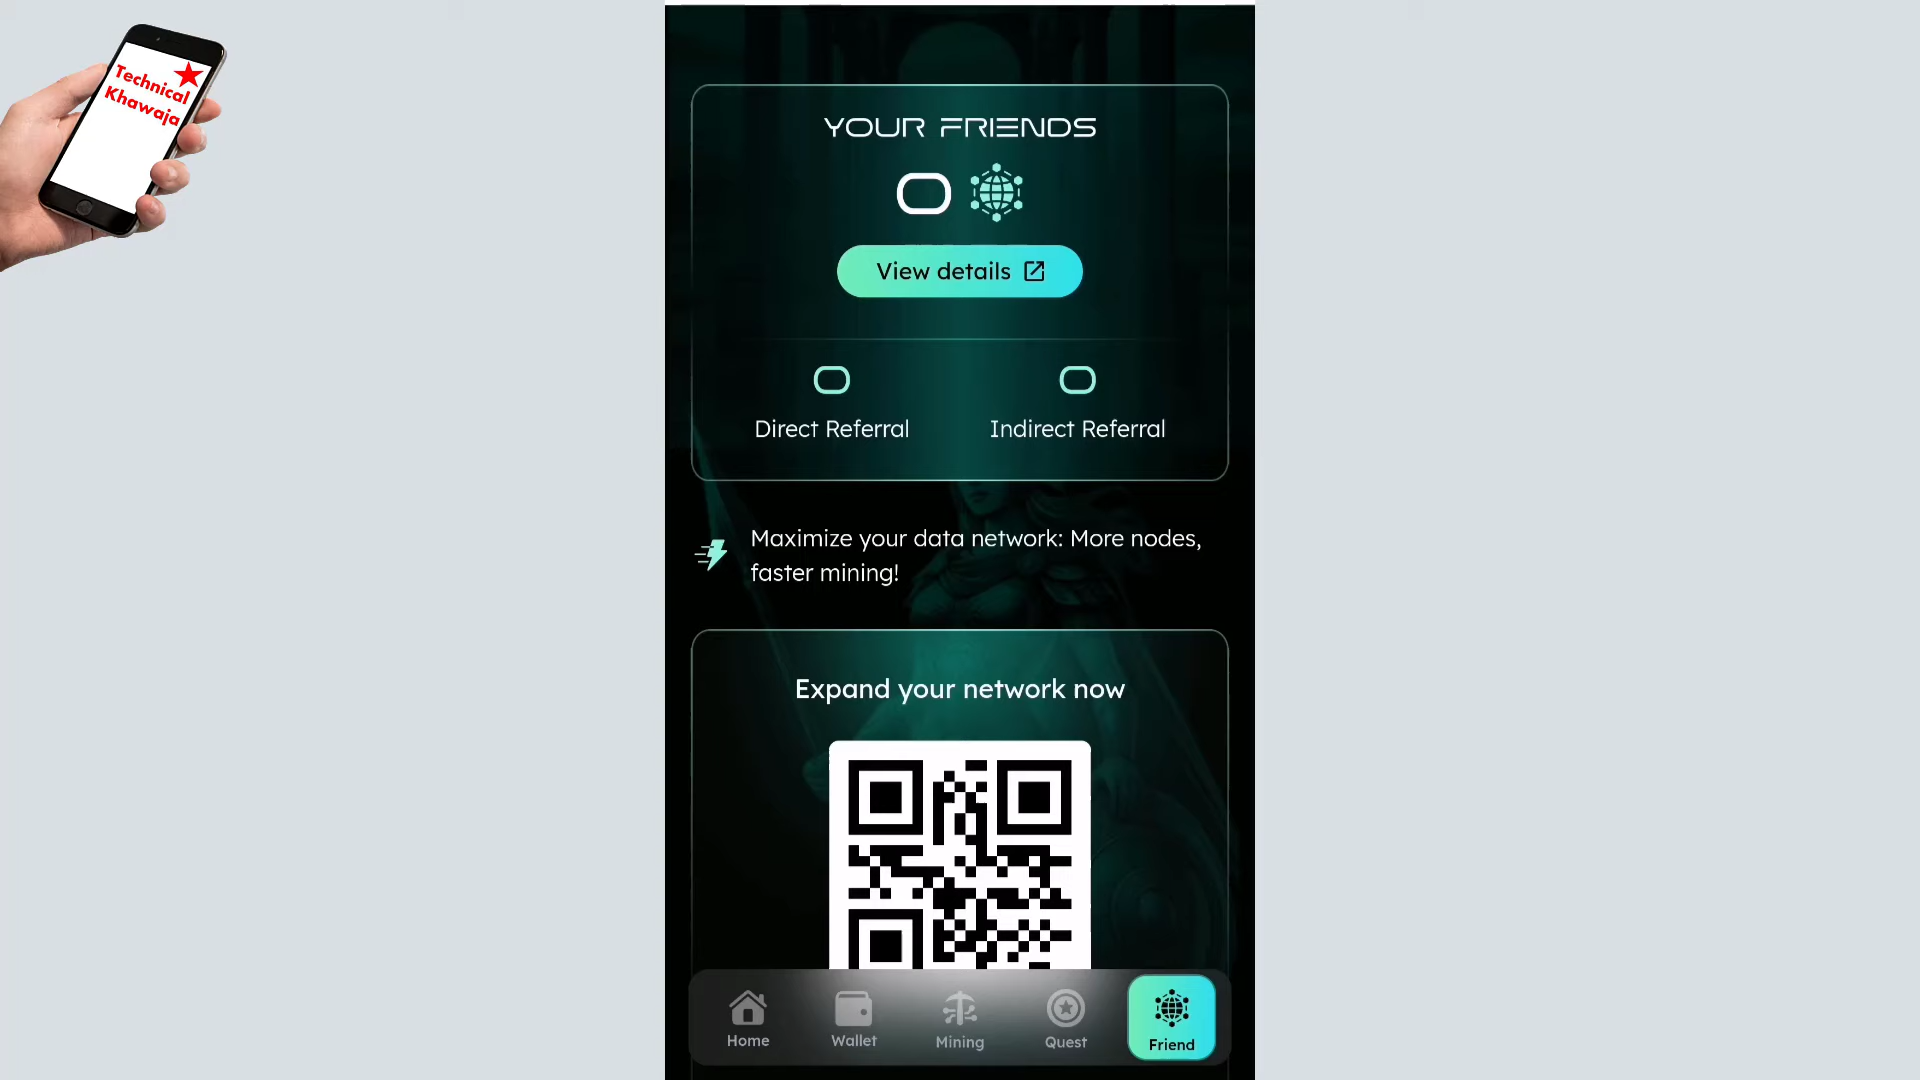 Technical
Khawaja
YOUR FRIENDS
0
View details
0
0
Direct Referral
Indirect Referral
Maximize your data network: More nodes,
faster mining!
Expand your network now
Home
Wallet
Mining
Quest
Friend